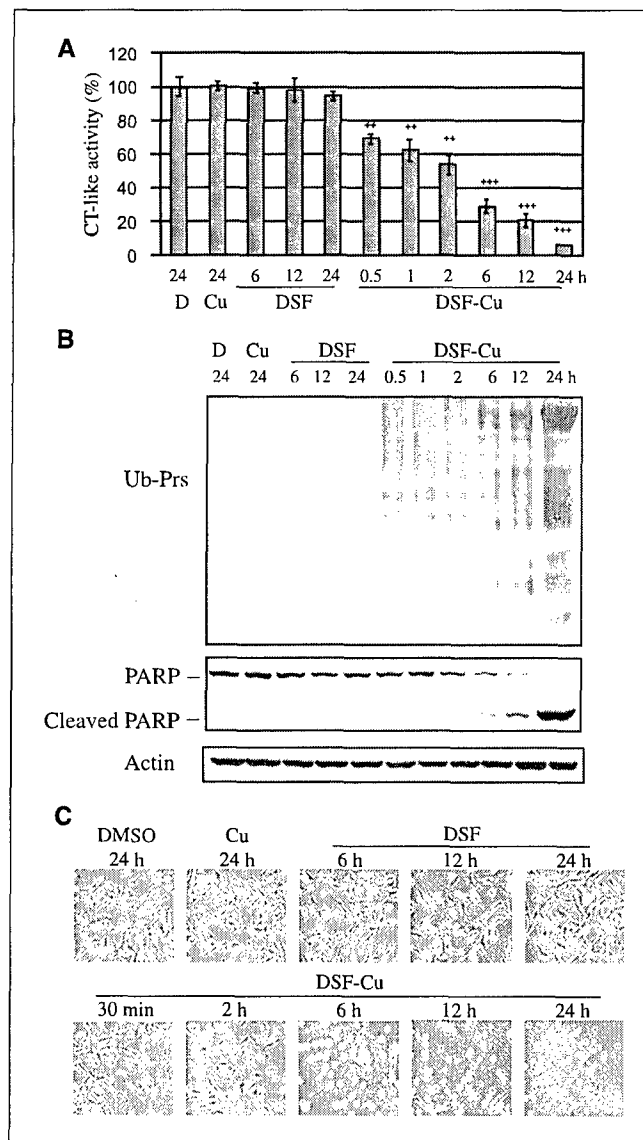 A
CT-like activity (%)
120
100
80
60
40
20
0
++ ++ ++ +++ +++ +++
24 24 6 12 24 0.5 1 2 6 12 24 h
D Cu DSF DSF-Cu
B
D Cu DSF DSF-Cu
24 24 6 12 24 0.5 1 2 6 12 24 h
Ub-Prs
PARP –
Cleaved PARP –
Actin
C
DMSO Cu DSF
24 h 24 h 6 h 12 h 24 h
DSF-Cu
30 min 2 h 6 h 12 h 24 h